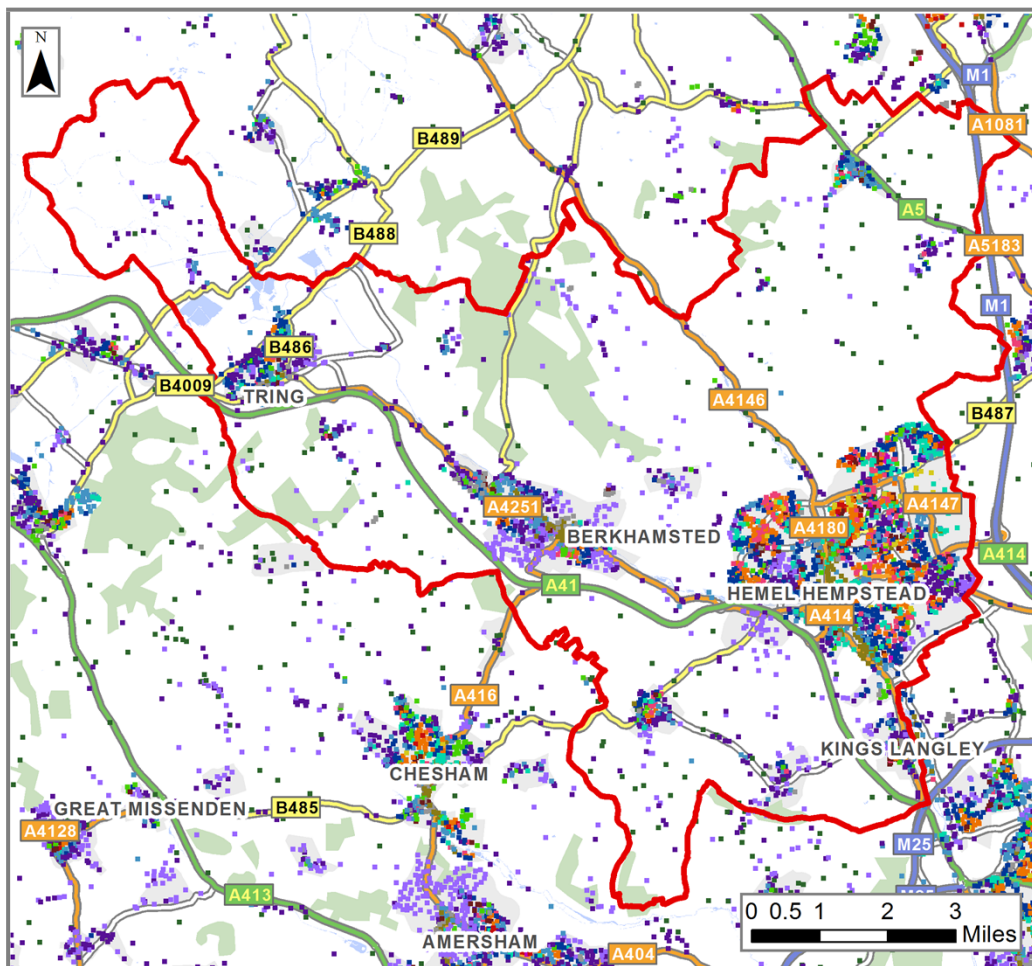 N
M1
A1081
B489
A5
B488
A5183
M1
B486
B4009
TRING
A4146
B487
A4251
A4147
A4180
BERKHAMSTED
A414
A41
HEMEL HEMPSTEAD
A414
A416
KINGS LANGLEY
CHESHAM
GREAT MISSENDEN
B485
A4128
M25
A413
0 0.5 1 2 3
Miles
AMERSHAM
A404